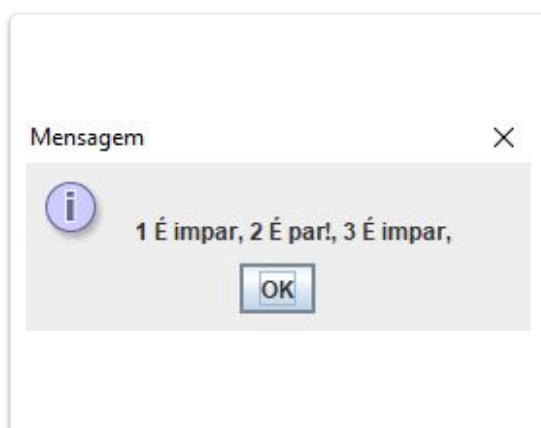 Mensagem
1 É impar, 2 É par!, 3 É impar,
OK